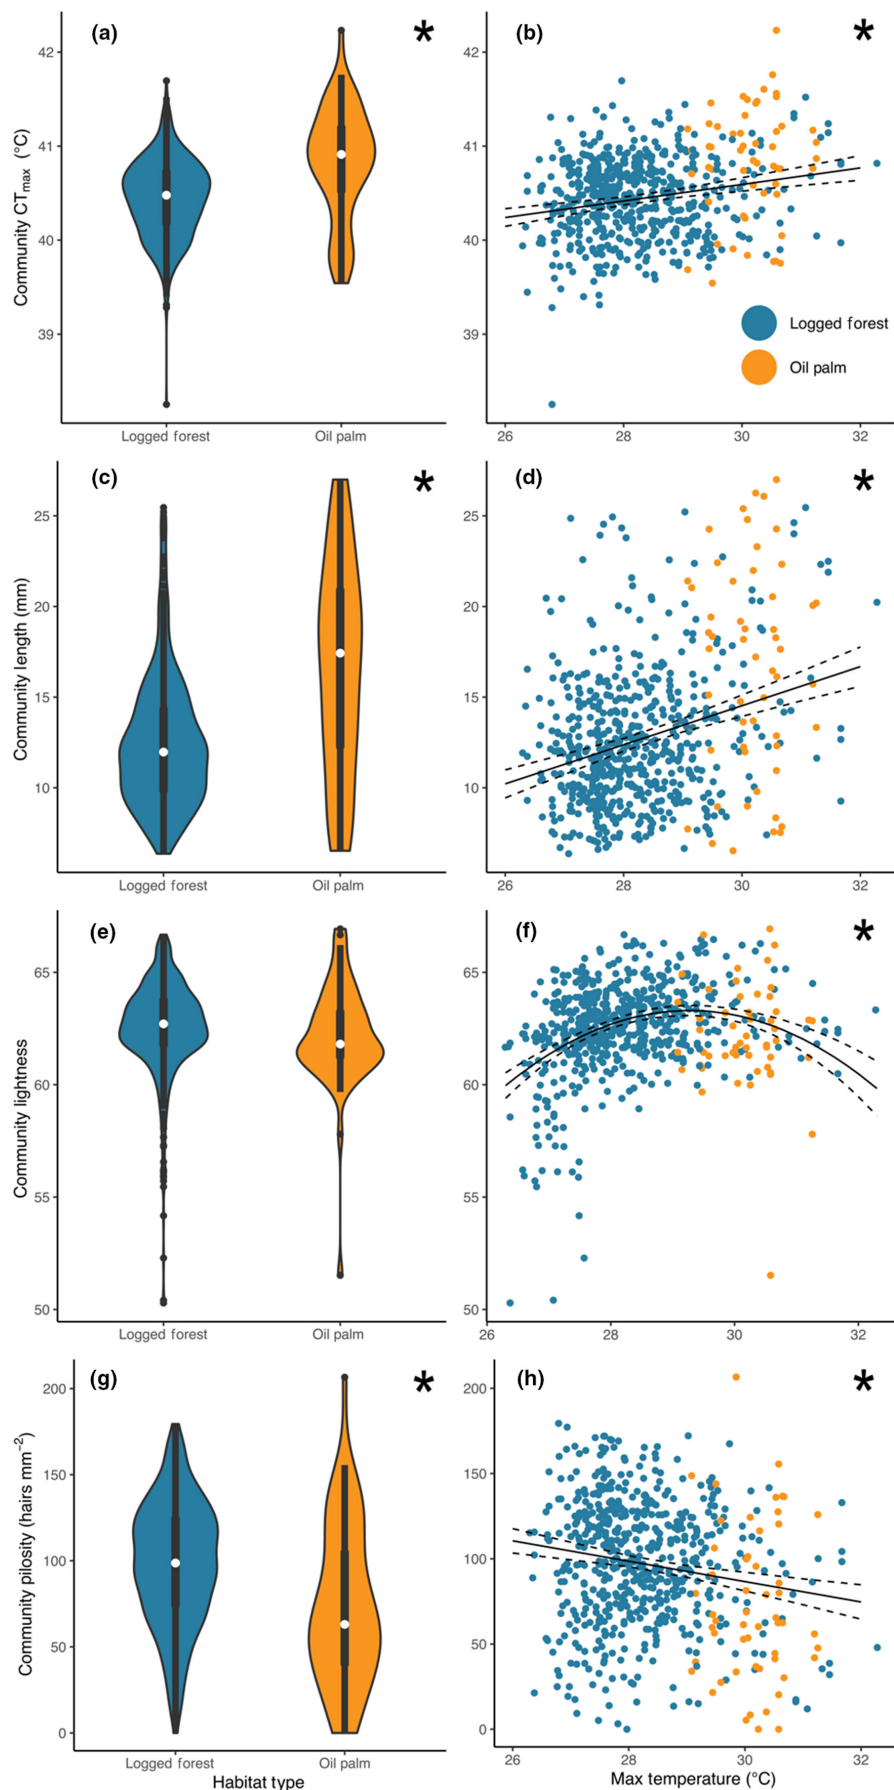 (a)
*
Community CTmax (°C)
42
41
40
39
Logged forest
Oil palm
(b)
*
42
41
40
39
Logged forest
Oil palm
26
28
30
32
(c)
*
Community length (mm)
25
20
15
10
Logged forest
Oil palm
(d)
*
25
20
15
10
26
28
30
32
(e)
Community lightness
65
60
55
50
Logged forest
Oil palm
(f)
*
65
60
55
50
26
28
30
32
(g)
*
Community pilosity (hairs mm−2)
200
150
100
50
0
Logged forest
Oil palm
Habitat type
(h)
*
200
150
100
50
0
26
28
30
32
Max temperature (°C)